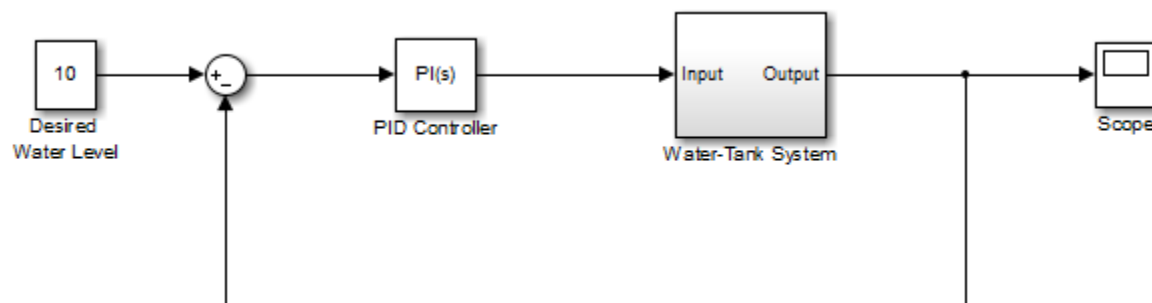 10
Desired
Water Level
+
−
PI(s)
PID Controller
Input
Output
Water-Tank System
Scope